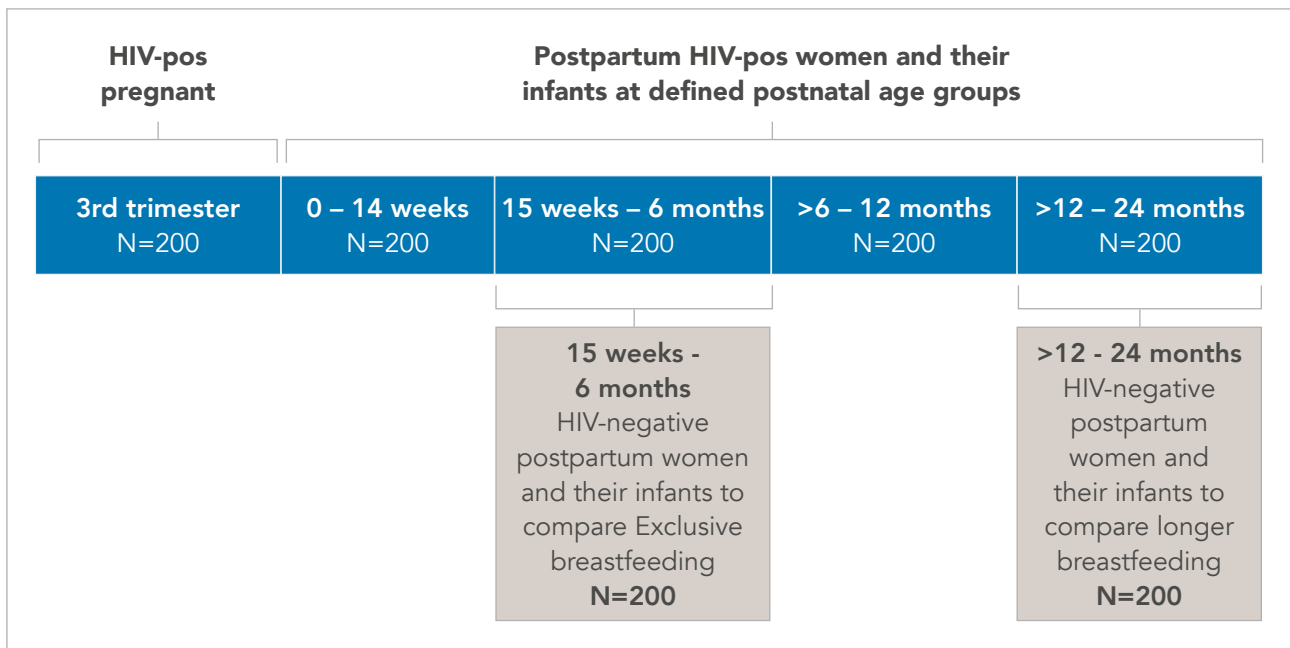 HIV-pos
pregnant
Postpartum HIV-pos women and their
infants at defined postnatal age groups
3rd trimester
N=200
0 – 14 weeks
N=200
15 weeks – 6 months
N=200
>6 – 12 months
N=200
>12 – 24 months
N=200
15 weeks -
6 months
HIV-negative
postpartum women
and their infants to
compare Exclusive
breastfeeding
N=200
>12 - 24 months
HIV-negative
postpartum
women and
their infants to
compare longer
breastfeeding
N=200